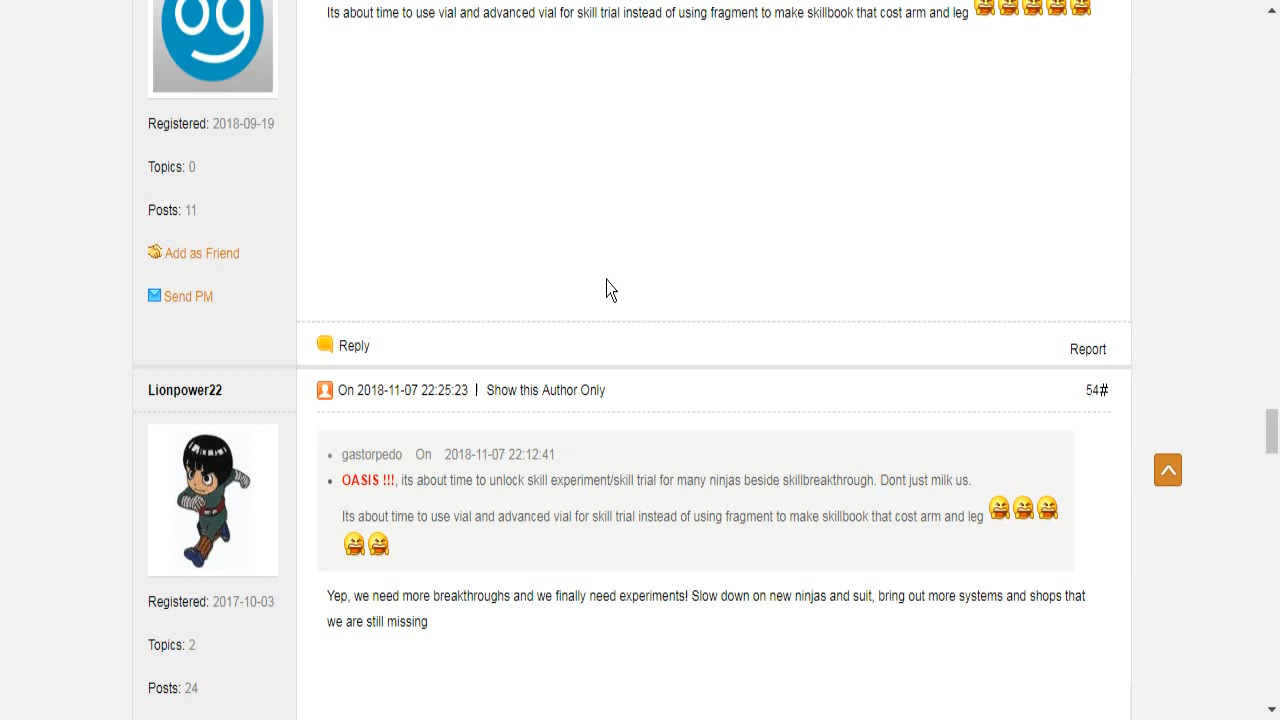 Its about time to use vial and advanced vial for skill trial instead of using fragment to make skillbook that cost arm and leg
og
Registered: 2018-09-19
Topics: 0
Posts: 11
Add as Friend
Send PM
Reply
Report
Lionpower22
On 2018-11-07 22:25:23 | Show this Author Only
54#
gastorpedo On 2018-11-07 22:12:41
OASIS !!!, its about time to unlock skill experiment/skill trial for many ninjas beside skillbreakthrough. Dont just milk us.
Its about time to use vial and advanced vial for skill trial instead of using fragment to make skillbook that cost arm and leg
Registered: 2017-10-03
Topics: 2
Posts: 24
Yep, we need more breakthroughs and we finally need experiments! Slow down on new ninjas and suit, bring out more systems and shops that
we are still missing